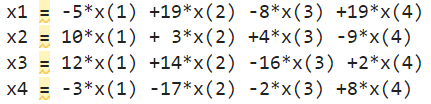 x1 = -5*x(1) +19*x(2) -8*x(3) +19*x(4)
x2 = 10*x(1) + 3*x(2) +4*x(3) -9*x(4)
x3 = 12*x(1) +14*x(2) -16*x(3) +2*x(4)
x4 = -3*x(1) -17*x(2) -2*x(3) +8*x(4)